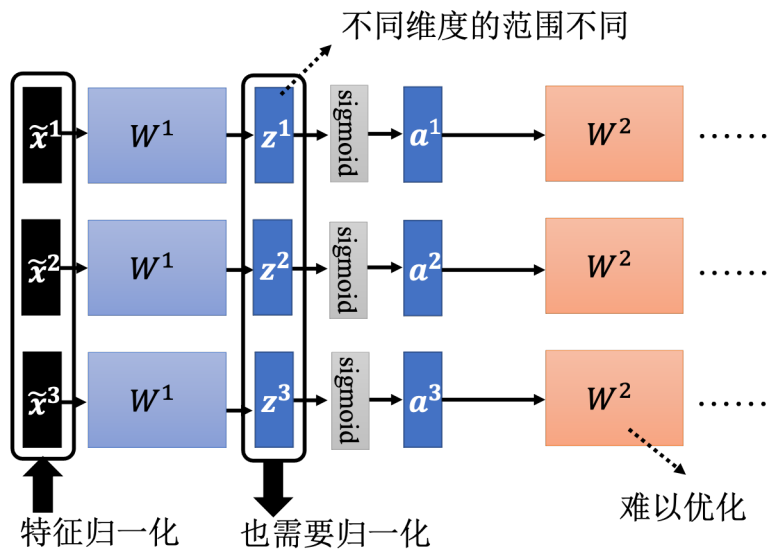 不同维度的范围不同
x̃¹ W¹ z¹ sigmoid a¹ W² ……
x̃² W¹ z² sigmoid a² W² ……
x̃³ W¹ z³ sigmoid a³ W² ……
特征归一化 也需要归一化 难以优化